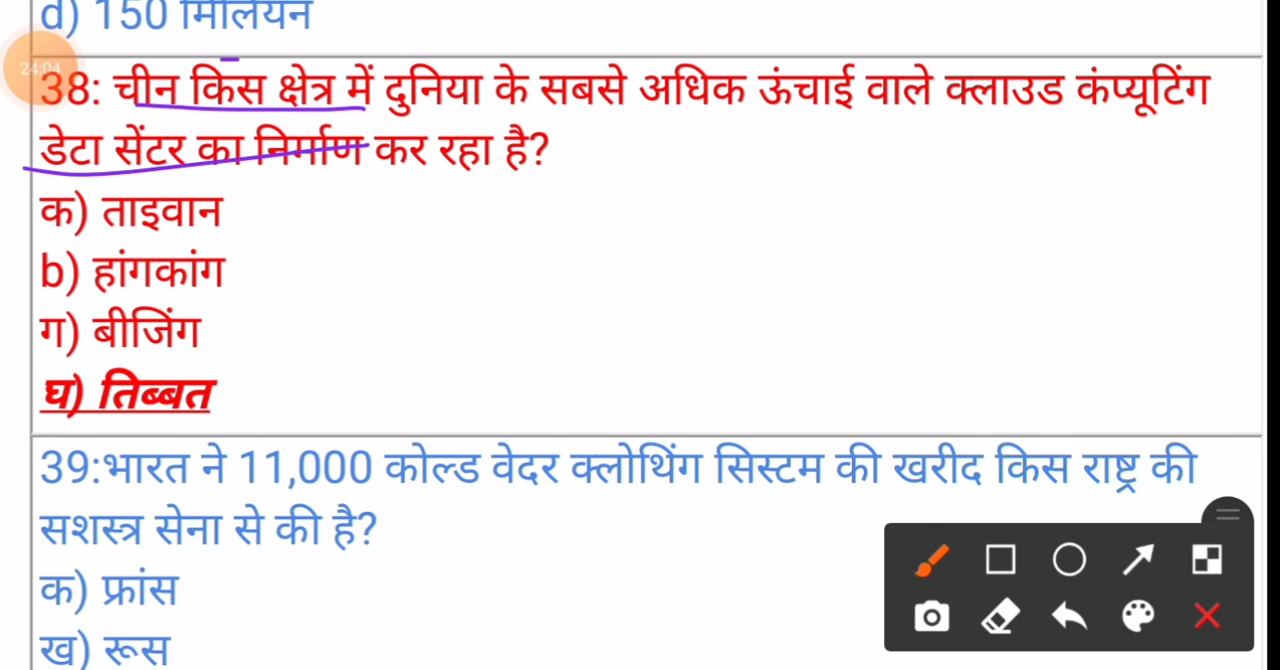 d) 150 मिलियन
24:04
38: चीन किस क्षेत्र में दुनिया के सबसे अधिक ऊंचाई वाले क्लाउड कंप्यूटिंग
डेटा सेंटर का निर्माण कर रहा है?
क) ताइवान
b) हांगकांग
ग) बीजिंग
घ) तिब्बत
39:भारत ने 11,000 कोल्ड वेदर क्लोथिंग सिस्टम की खरीद किस राष्ट्र की
सशस्त्र सेना से की है?
क) फ्रांस
ख) रूस